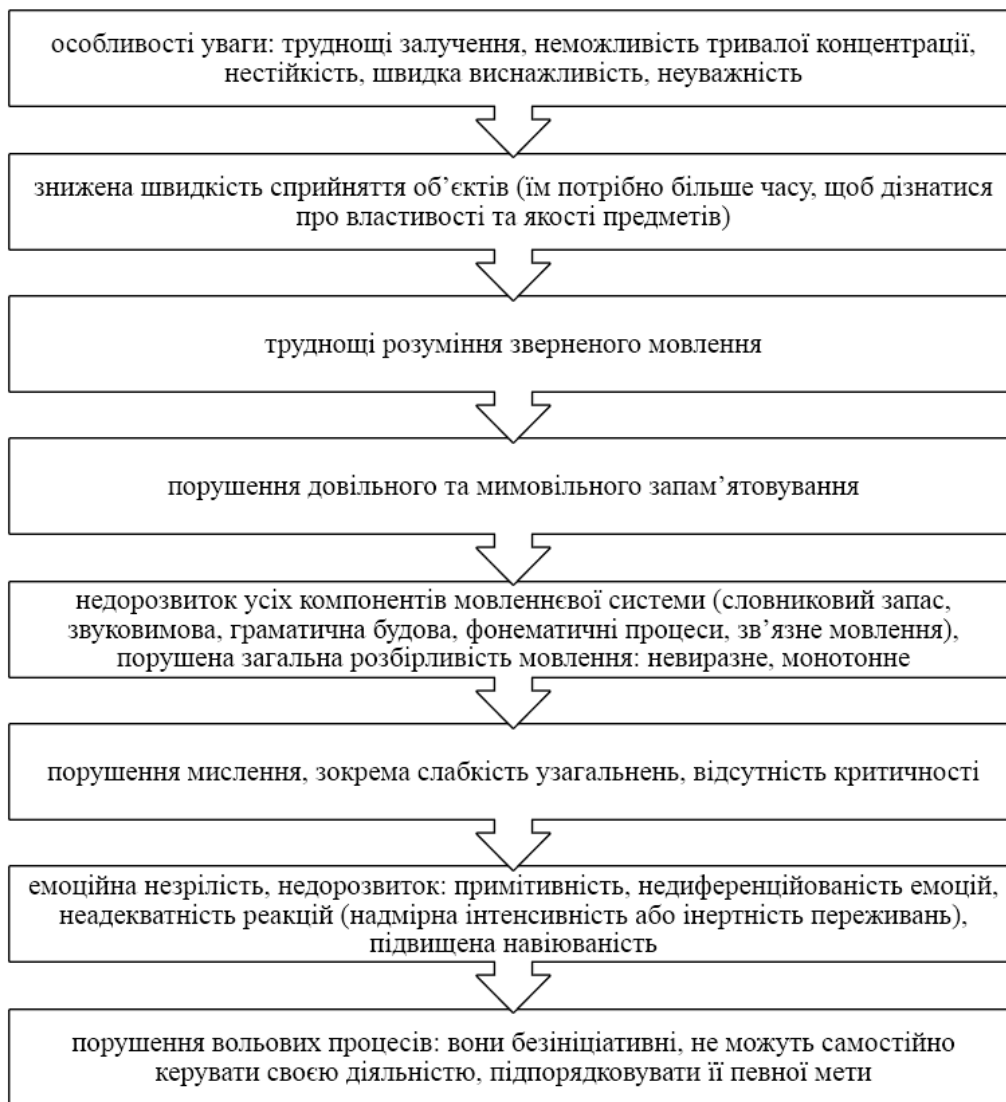 особливості уваги: труднощі залучення, неможливість тривалої концентрації,
нестійкість, швидка виснажливість, неуважність
знижена швидкість сприйняття об’єктів (їм потрібно більше часу, щоб дізнатися
про властивості та якості предметів)
труднощі розуміння зверненого мовлення
порушення довільного та мимовільного запам’ятовування
недорозвиток усіх компонентів мовленнєвої системи (словниковий запас,
звуковимова, граматична будова, фонематичні процеси, зв’язне мовлення),
порушена загальна розбірливість мовлення: невиразне, монотонне
порушення мислення, зокрема слабкість узагальнень, відсутність критичності
емоційна незрілість, недорозвиток: примітивність, недиференційованість емоцій,
неадекватність реакцій (надмірна інтенсивність або інертність переживань),
підвищена навіюваність
порушення вольових процесів: вони безініціативні, не можуть самостійно
керувати своєю діяльністю, підпорядковувати її певної мети